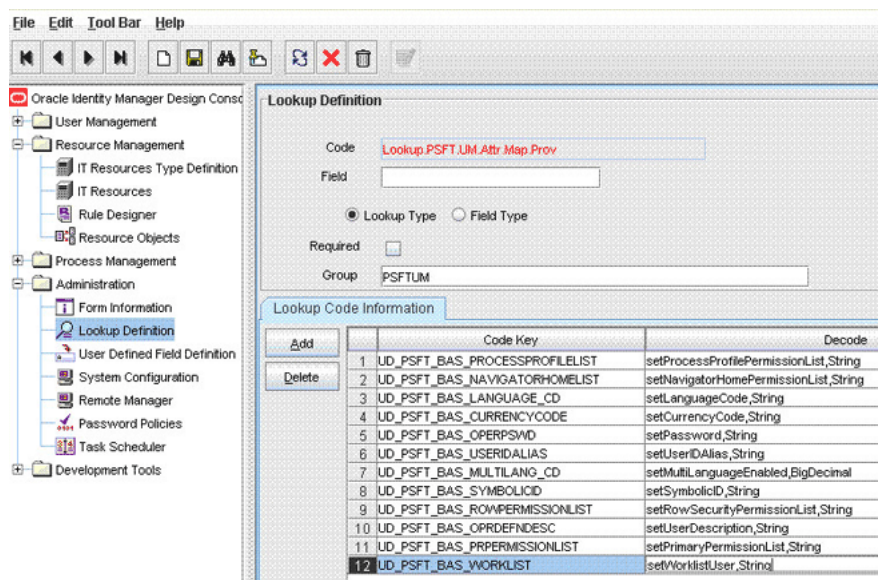 File Edit Tool Bar Help
Oracle Identity Manager Design Consc
User Management
Resource Management
IT Resources Type Definition
IT Resources
Rule Designer
Resource Objects
Process Management
Administration
Form Information
Lookup Definition
User Defined Field Definition
System Configuration
Remote Manager
Password Policies
Task Scheduler
Development Tools
Lookup Definition
Code Lookup.PSFT.UM.Attr.Map.Prov
Field
Lookup Type Field Type
Required
Group PSFTUM
Lookup Code Information
Add
Delete
Code Key Decode
1 UD_PSFT_BAS_PROCESSPROFILELIST setProcessProfilePermissionList,String
2 UD_PSFT_BAS_NAVIGATORHOMELIST setNavigatorHomePermissionList,String
3 UD_PSFT_BAS_LANGUAGE_CD setLanguageCode,String
4 UD_PSFT_BAS_CURRENCYCODE setCurrencyCode,String
5 UD_PSFT_BAS_OPERPSWD setPassword,String
6 UD_PSFT_BAS_USERIDALIAS setUserIDAlias,String
7 UD_PSFT_BAS_MULTILANG_CD setMultiLanguageEnabled,BigDecimal
8 UD_PSFT_BAS_SYMBOLICID setSymbolicID,String
9 UD_PSFT_BAS_ROWPERMISSIONLIST setRowSecurityPermissionList,String
10 UD_PSFT_BAS_OPRDEFNDESC setUserDescription,String
11 UD_PSFT_BAS_PRPERMISSIONLIST setPrimaryPermissionList,String
12 UD_PSFT_BAS_WORKLIST setWorklistUser,String